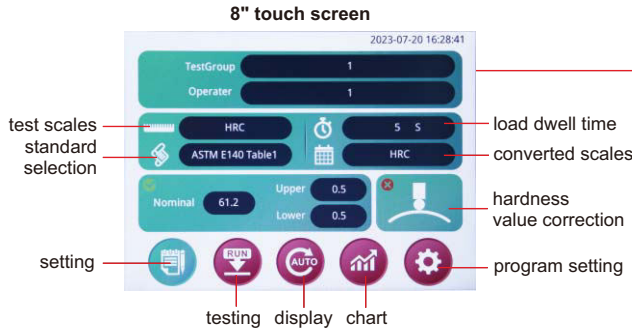 8" touch screen
2023-07-20 16:28:41
TestGroup 1
Operater 1
test scales
HRC
5 S
load dwell time
standard
selection
ASTM E140 Table1
HRC
converted scales
Nominal 61.2
Upper 0.5
Lower 0.5
hardness
value correction
setting
RUN
AUTO
program setting
testing
display
chart